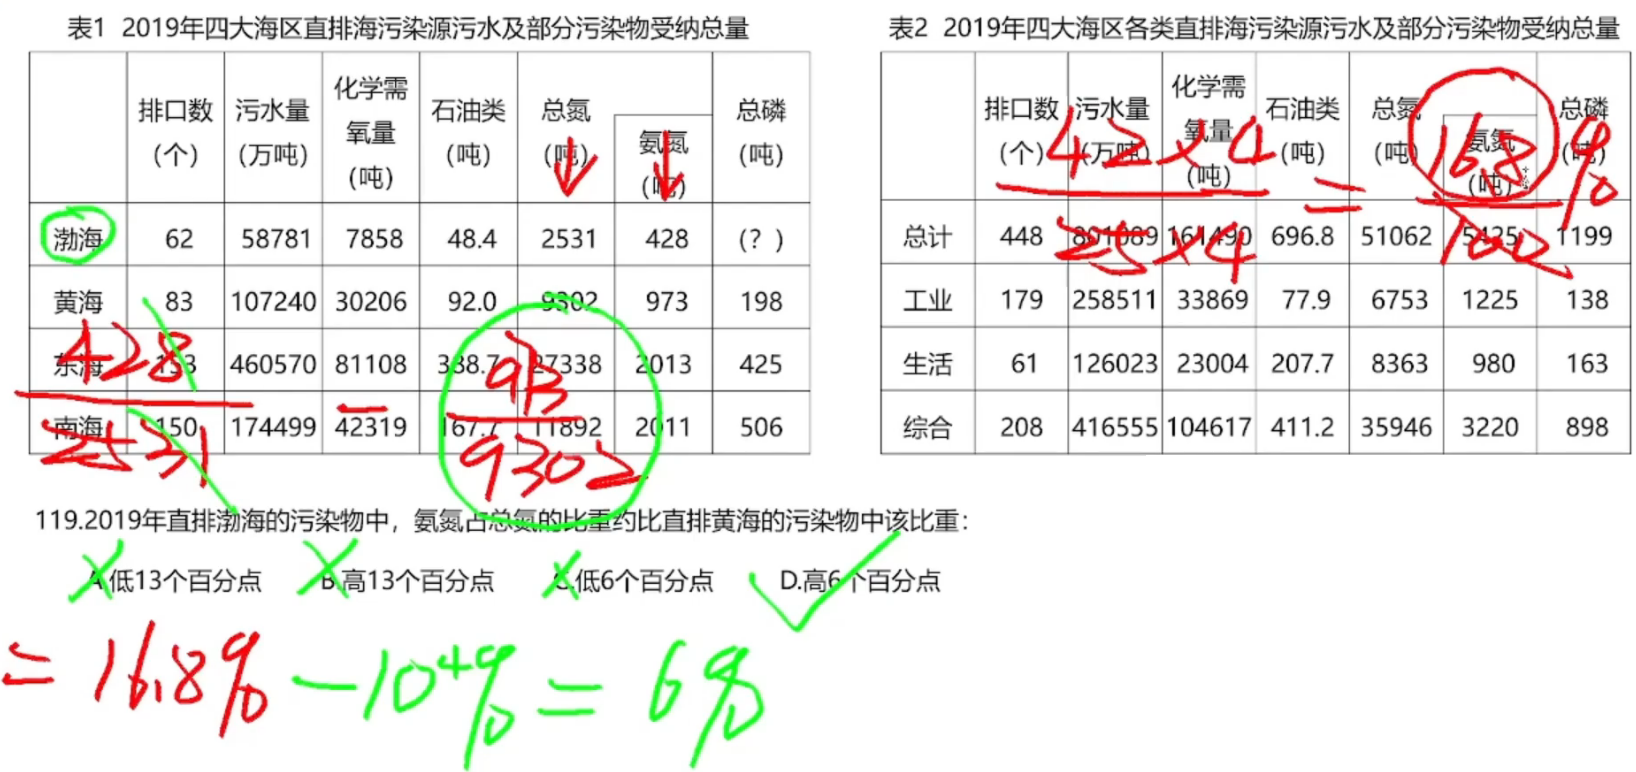 表1 2019年四大海区直排海污染源污水及部分污染物受纳总量
排口数(个) 污水量(万吨) 化学需氧量(吨) 石油类(吨) 总氮(吨) 氨氮(吨) 总磷(吨)
渤海 62 58781 7858 48.4 2531 428 (?)
黄海 83 107240 30206 92.0 9302 973 198
东海 153 460570 81108 388.7 27338 2013 425
南海 150 174499 42319 167.7 11892 2011 506
428
2531
93
9302
表2 2019年四大海区各类直排海污染源污水及部分污染物受纳总量
排口数(个) 污水量(万吨) 化学需氧量(吨) 石油类(吨) 总氮(吨) 氨氮(吨) 总磷(吨)
总计 448 801089 161490 696.8 51062 5425 1199
工业 179 258511 33869 77.9 6753 1225 138
生活 61 126023 23004 207.7 8363 980 163
综合 208 416555 104617 411.2 35946 3220 898
42×4 = 16.8%
25×4 100
119.2019年直排渤海的污染物中，氨氮占总氮的比重约比直排黄海的污染物中该比重：
A.低13个百分点 B.高13个百分点 C.低6个百分点 D.高6个百分点
=16.8%-10+%=6%